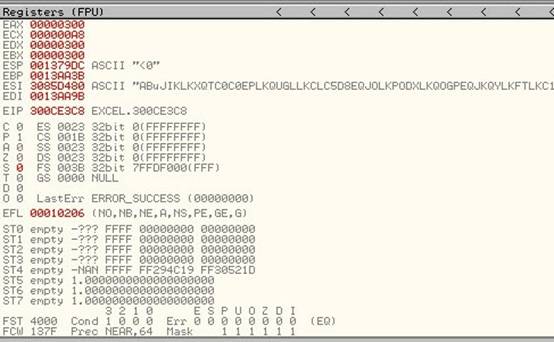 Registers (FPU) < < < < < < < < <
EAX 00000300
ECX 000000A8
EDX 00000300
EBX 00000300
ESP 001379DC ASCII "<0"
EBP 0013AA3B
ESI 3085D480 ASCII "ABwJIKLKXQTC0C0EPLKQUGLLKCLC5D8EQJOLKPODXLKQOGPEQJKQYLKFTLKC1
EDI 0013AA9B
EIP 300CE3C8 EXCEL.300CE3C8
C 0 ES 0023 32bit 0(FFFFFFFF)
P 1 CS 001B 32bit 0(FFFFFFFF)
A 0 SS 0023 32bit 0(FFFFFFFF)
Z 0 DS 0023 32bit 0(FFFFFFFF)
S 0 FS 003B 32bit 7FFDF000(FFF)
T 0 GS 0000 NULL
D 0
O 0 LastErr ERROR_SUCCESS (00000000)
EFL 00010206 (NO,NB,NE,A,NS,PE,GE,G)
ST0 empty -??? FFFF 00000000 00000000
ST1 empty -??? FFFF 00000000 00000000
ST2 empty -??? FFFF 00000000 00000000
ST3 empty -??? FFFF 00000000 00000000
ST4 empty -NAN FFFF FF294C19 FF30521D
ST5 empty 1.0000000000000000000
ST6 empty 1.0000000000000000000
ST7 empty 1.0000000000000000000
3 2 1 0 E S P U O Z D I
FST 4000 Cond 1 0 0 0 Err 0 0 0 0 0 0 0 0 (EQ)
FCW 137F Prec NEAR,64 Mask 1 1 1 1 1 1